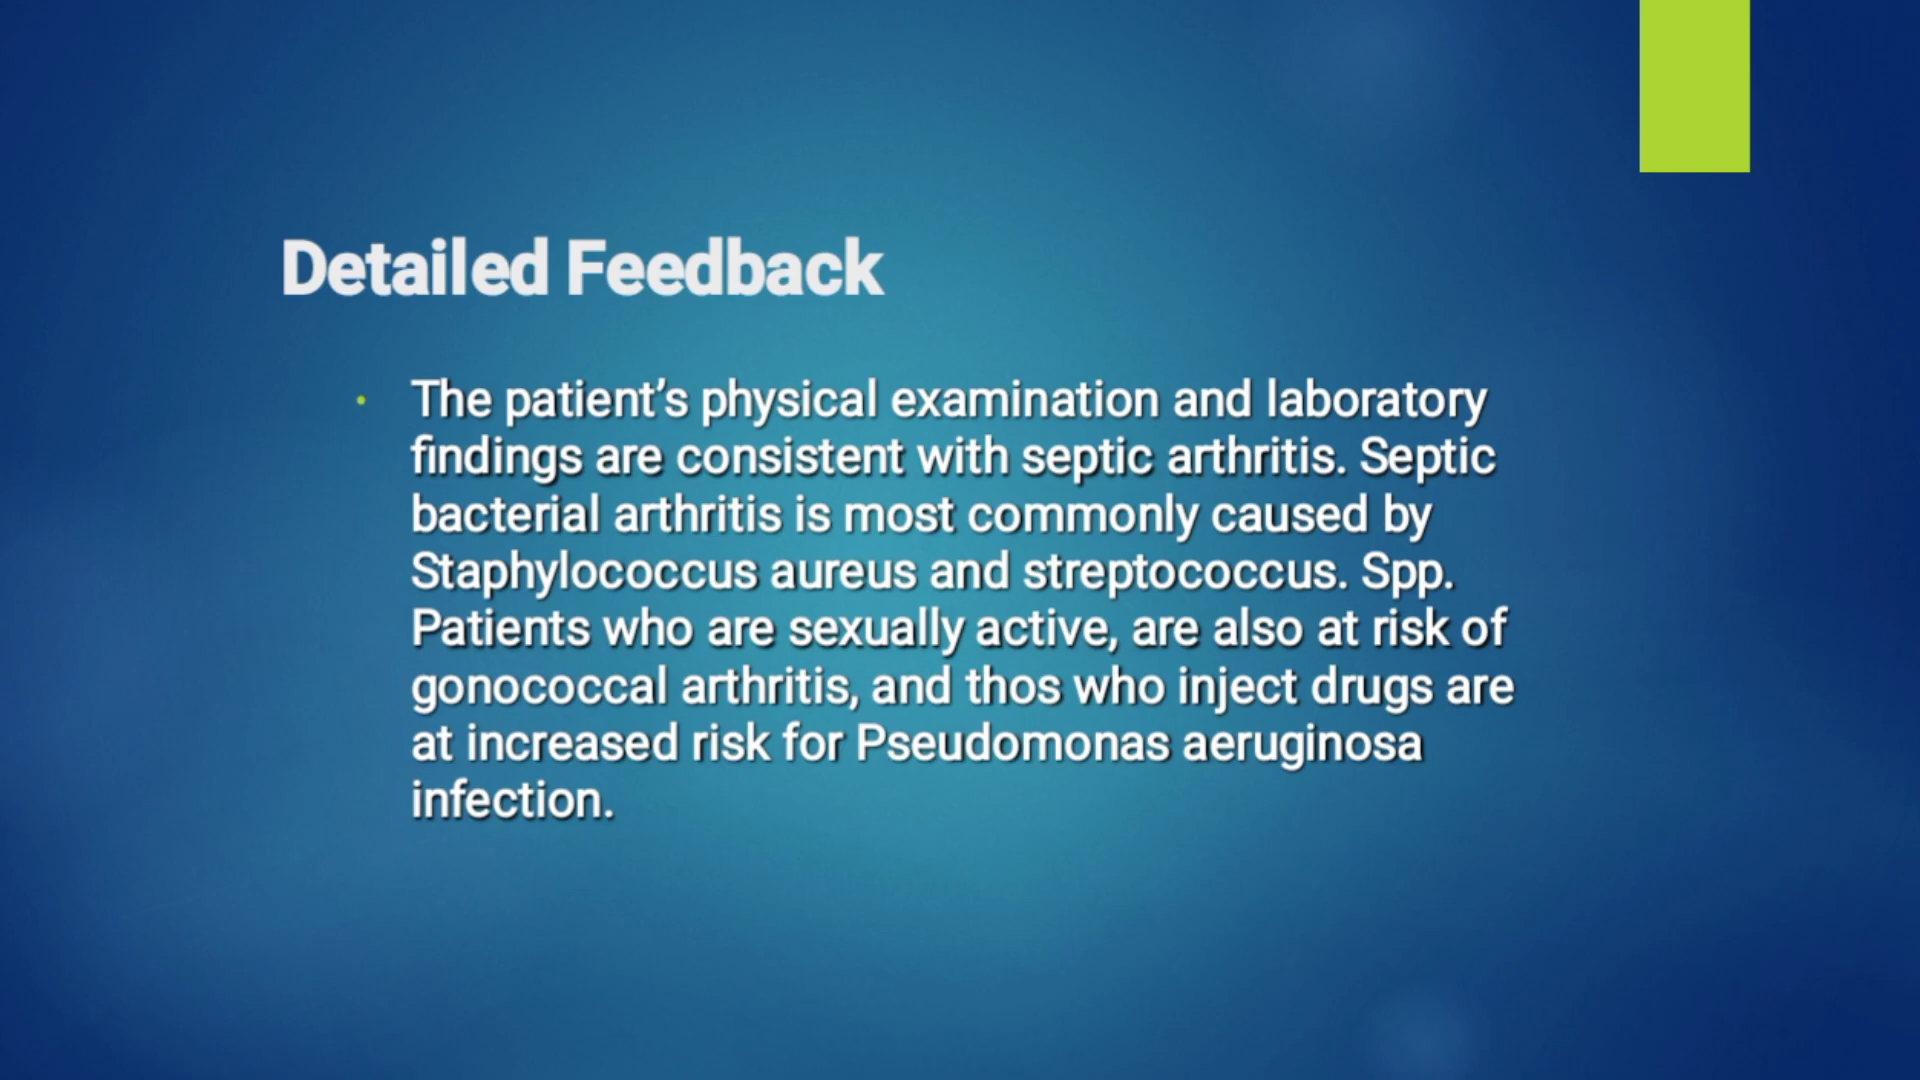 Detailed Feedback
• The patient’s physical examination and laboratory
findings are consistent with septic arthritis. Septic
bacterial arthritis is most commonly caused by
Staphylococcus aureus and streptococcus. Spp.
Patients who are sexually active, are also at risk of
gonococcal arthritis, and thos who inject drugs are
at increased risk for Pseudomonas aeruginosa
infection.